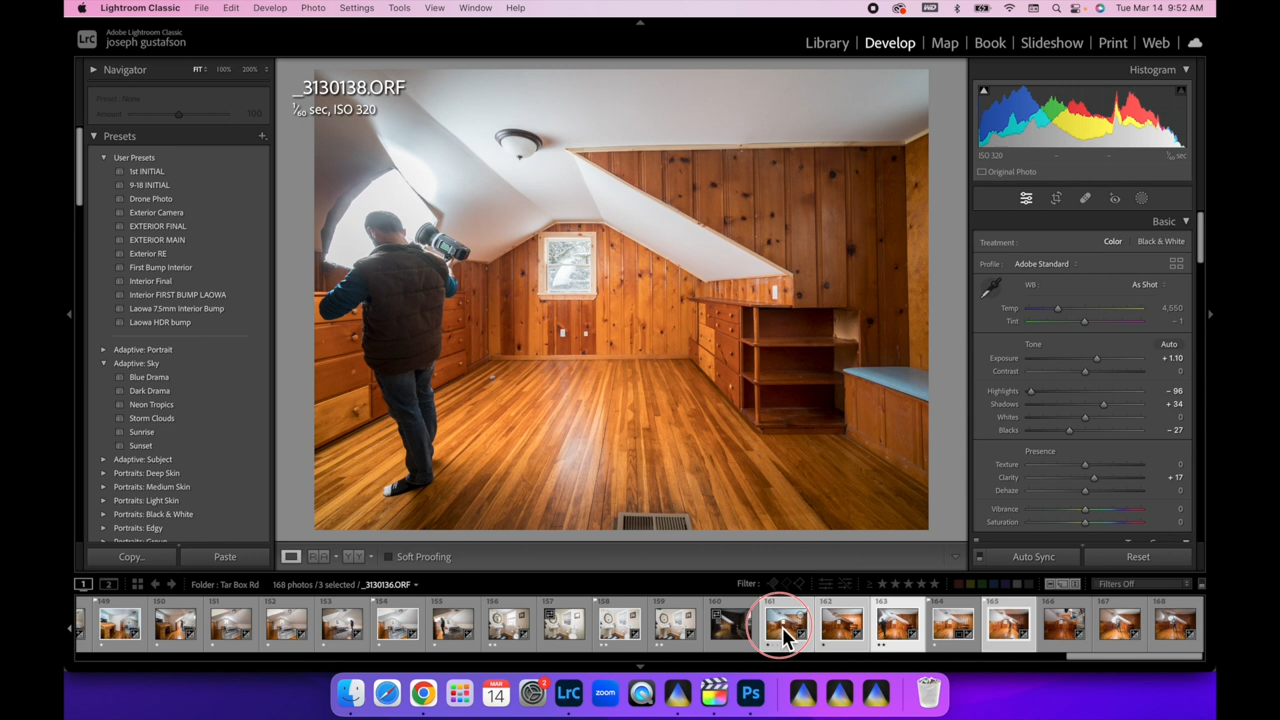 Lightroom Classic File Edit Develop Photo Settings Tools View Window Help
Tue Mar 14 9:52 AM
LrC Adobe Lightroom Classic
joseph gustafson
Library | Develop | Map | Book | Slideshow | Print | Web
Navigator FIT 100% 200%
Preset: None
Amount 100
Presets
User Presets
1st INITIAL
9-18 INITIAL
Drone Photo
Exterior Camera
EXTERIOR FINAL
EXTERIOR MAIN
Exterior RE
First Bump Interior
Interior Final
Interior FIRST BUMP LAOWA
Laowa 7.5mm Interior Bump
Laowa HDR bump
Adaptive: Portrait
Adaptive: Sky
Blue Drama
Dark Drama
Neon Tropics
Storm Clouds
Sunrise
Sunset
Adaptive: Subject
Portraits: Deep Skin
Portraits: Medium Skin
Portraits: Light Skin
Portraits: Black & White
Portraits: Edgy
Copy... Paste
_3130138.ORF
1/60 sec, ISO 320
Soft Proofing
Histogram
ISO 320 – – 1/60 sec
Original Photo
Basic
Treatment : Color Black & White
Profile : Adobe Standard
WB : As Shot
Temp 4,550
Tint – 1
Tone Auto
Exposure + 1.10
Contrast 0
Highlights – 96
Shadows + 34
Whites 0
Blacks – 27
Presence
Texture 0
Clarity + 17
Dehaze 0
Vibrance 0
Saturation 0
Auto Sync Reset
1 2 Folder : Tar Box Rd 168 photos / 3 selected / _3130136.ORF
Filter : Filters Off
149 150 151 152 153 154 155 156 157 158 159 160 161 162 163 164 165 166 167 168
MAR
14
2
LrC
zoom
Ps